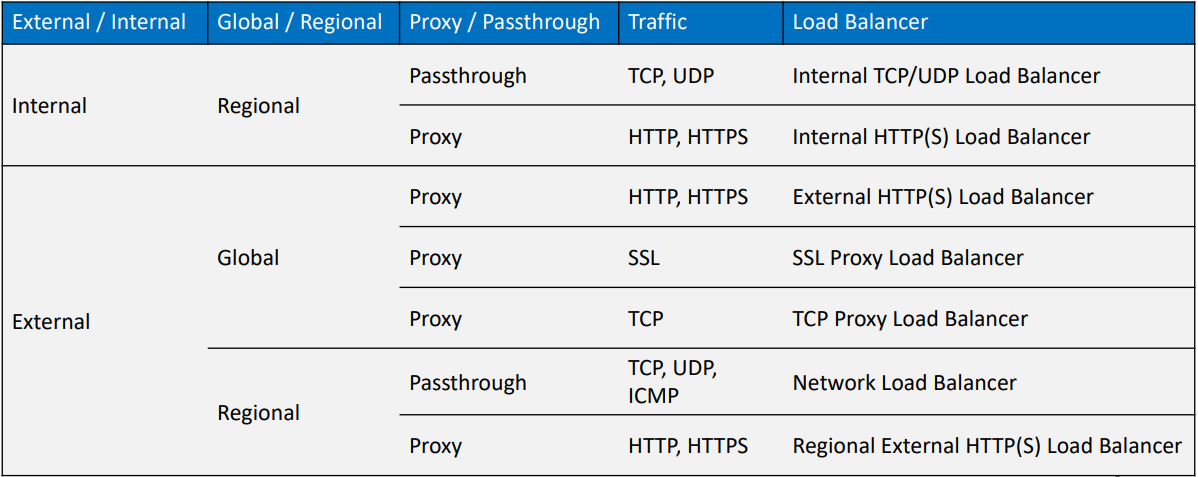 External / Internal Global / Regional Proxy / Passthrough Traffic Load Balancer
Internal Regional Passthrough TCP, UDP Internal TCP/UDP Load Balancer
Proxy HTTP, HTTPS Internal HTTP(S) Load Balancer
External Global Proxy HTTP, HTTPS External HTTP(S) Load Balancer
Proxy SSL SSL Proxy Load Balancer
Proxy TCP TCP Proxy Load Balancer
Regional Passthrough TCP, UDP,
ICMP Network Load Balancer
Proxy HTTP, HTTPS Regional External HTTP(S) Load Balancer